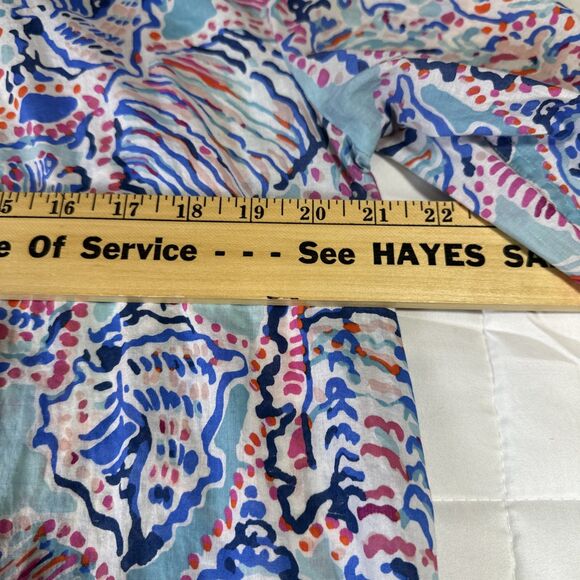 5 16 17 18 19 20 21 22
e Of Service - - - See HAYES SA